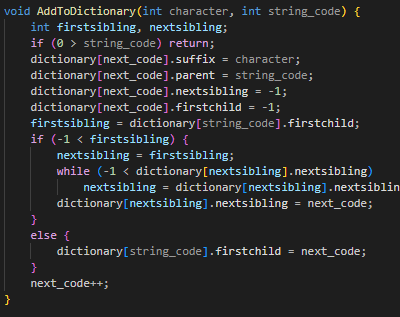 void AddToDictionary(int character, int string_code) {
    int firstsibling, nextsibling;
    if (0 > string_code) return;
    dictionary[next_code].suffix = character;
    dictionary[next_code].parent = string_code;
    dictionary[next_code].nextsibling = -1;
    dictionary[next_code].firstchild = -1;
    firstsibling = dictionary[string_code].firstchild;
    if (-1 < firstsibling) {
        nextsibling = firstsibling;
        while (-1 < dictionary[nextsibling].nextsibling)
            nextsibling = dictionary[nextsibling].nextsiblin
        dictionary[nextsibling].nextsibling = next_code;
    }
    else {
        dictionary[string_code].firstchild = next_code;
    }
    next_code++;
}